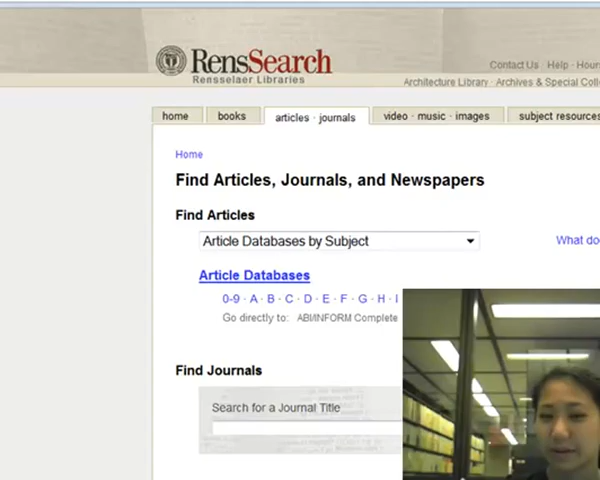 RensSearch
Rensselaer Libraries
Contact Us · Help · Hour
Architecture Library · Archives & Special Coll
home books articles · journals video · music · images subject resources
Home
Find Articles, Journals, and Newspapers
Find Articles
Article Databases by Subject
What do
Article Databases
0-9 · A · B · C · D · E · F · G · H · I
Go directly to: ABI/INFORM Complete
Find Journals
Search for a Journal Title